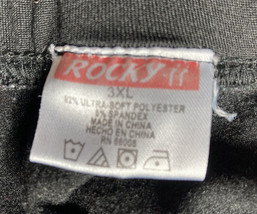 ROCKY
3XL
92% ULTRA-SOFT POLYESTER
8% SPANDEX
MADE IN CHINA
HECHO EN CHINA
RN 86008